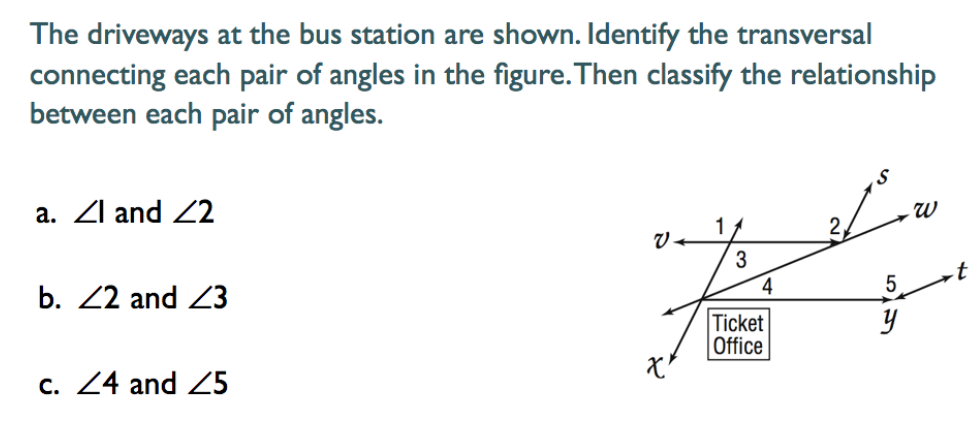 The driveways at the bus station are shown. Identify the transversal
connecting each pair of angles in the figure. Then classify the relationship
between each pair of angles.
a. ∠1 and ∠2
b. ∠2 and ∠3
c. ∠4 and ∠5
s
w
v
1
2
3
4
5
t
y
x
Ticket
Office